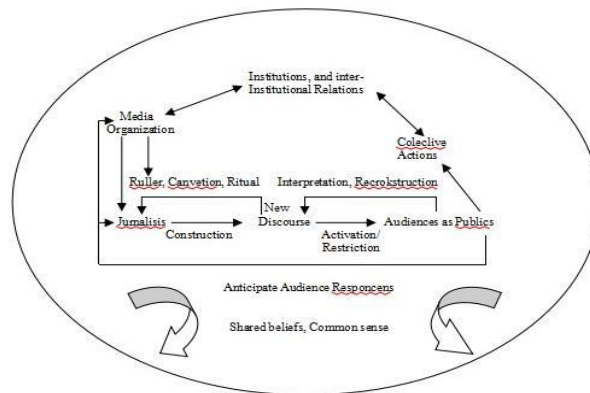 Institutions, and inter-
Institutional Relations
Media
Organization
Coleclive
Actions
Ruller, Canvetion, Ritual
Interpretation, Recrokstruction
Jurnalisis
New
Discourse
Audiences as Publics
Construction
Activation/
Restriction
Anticipate Audience Responcens
Shared beliefs, Common sense